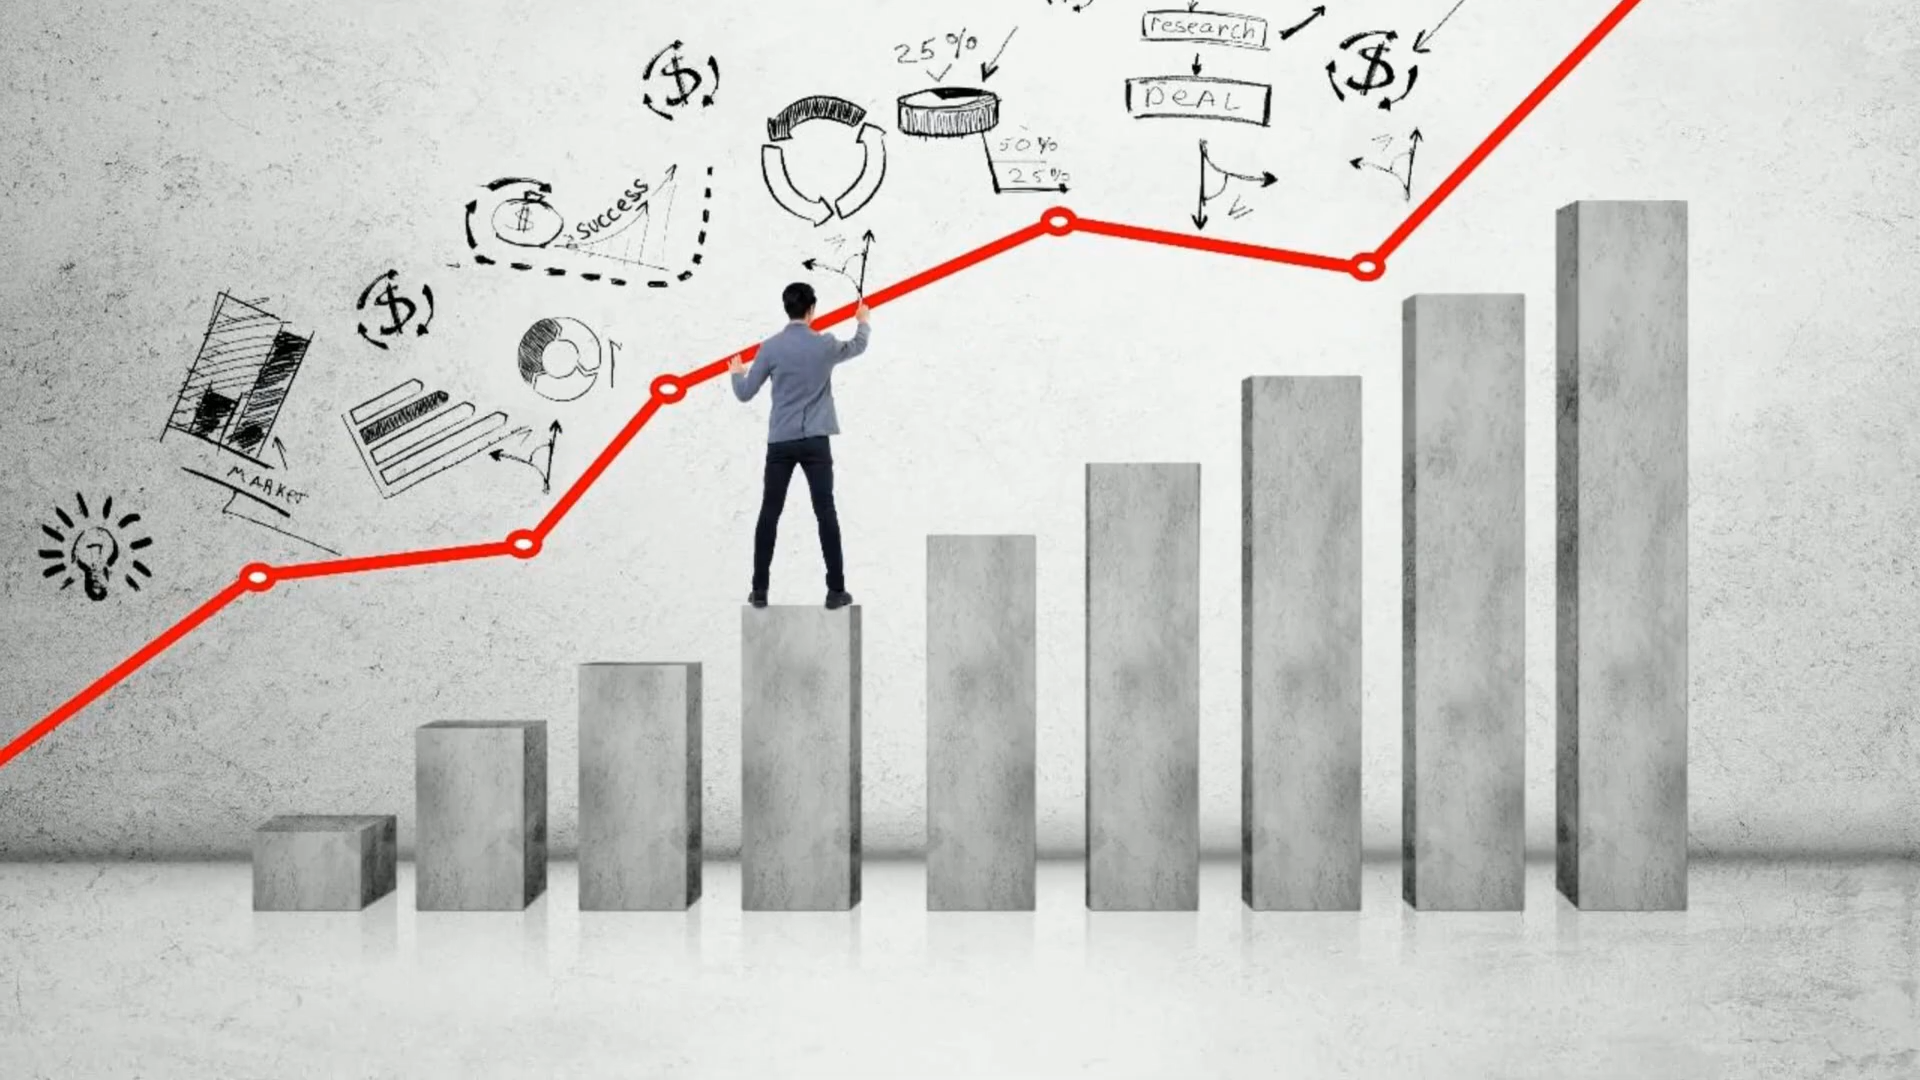 research
DeAL
25%
50%
25%
$
$
success
$
$
MARKET